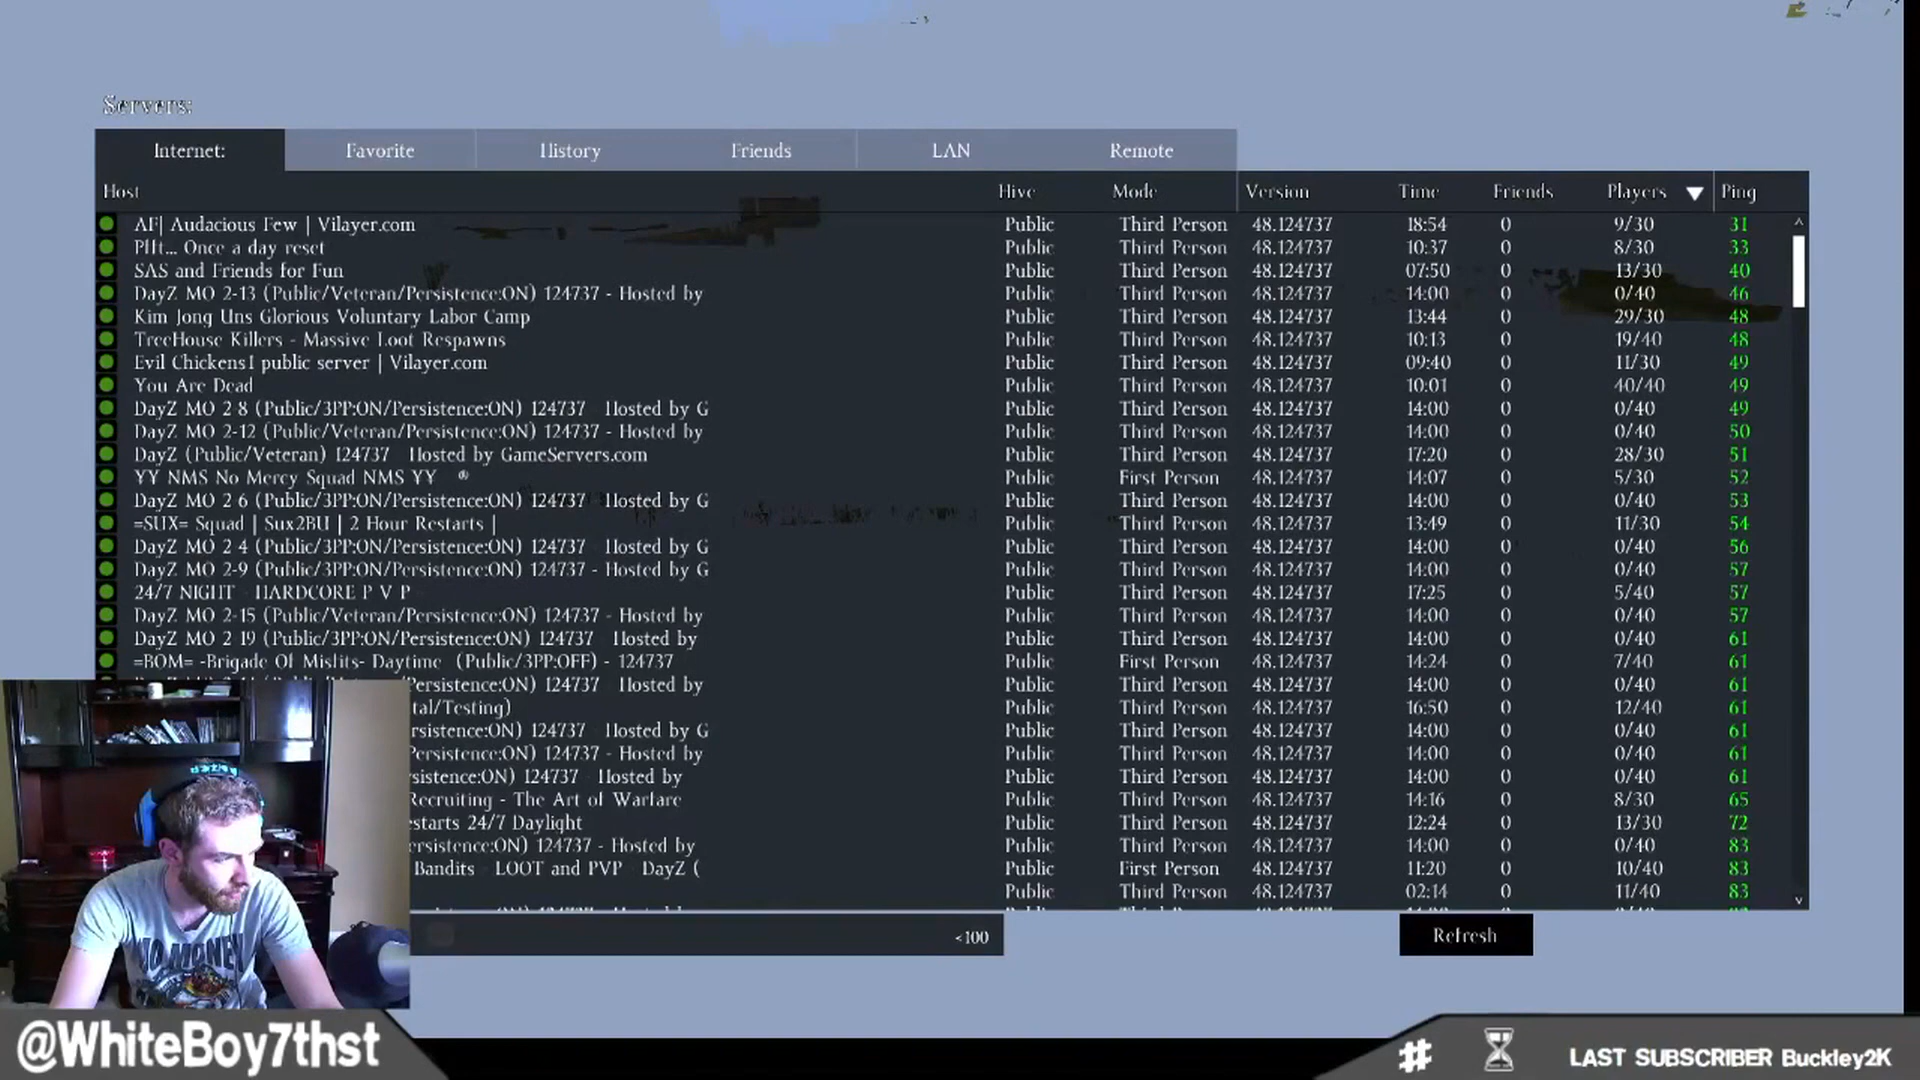 Servers:
Internet: Favorite History Friends LAN Remote
Host Hive Mode Version Time Friends Players Ping
AF| Audacious Few | Vilayer.com Public Third Person 48.124737 18:54 0 9/30 31
Pfft... Once a day reset Public Third Person 48.124737 10:37 0 8/30 33
SAS and Friends for Fun Public Third Person 48.124737 07:50 0 13/30 40
DayZ MO 2-13 (Public/Veteran/Persistence:ON) 124737 - Hosted by Public Third Person 48.124737 14:00 0 0/40 46
Kim Jong Uns Glorious Voluntary Labor Camp Public Third Person 48.124737 13:44 0 29/30 48
TreeHouse Killers - Massive Loot Respawns Public Third Person 48.124737 10:13 0 19/40 48
Evil Chickens1 public server | Vilayer.com Public Third Person 48.124737 09:40 0 11/30 49
You Are Dead Public Third Person 48.124737 10:01 0 40/40 49
DayZ MO 2-8 (Public/3PP:ON/Persistence:ON) 124737 - Hosted by G Public Third Person 48.124737 14:00 0 0/40 49
DayZ MO 2-12 (Public/Veteran/Persistence:ON) 124737 - Hosted by Public Third Person 48.124737 14:00 0 0/40 50
DayZ (Public/Veteran) 124737 Hosted by GameServers.com Public Third Person 48.124737 17:20 0 28/30 51
¥¥ NMS No Mercy Squad NMS ¥¥ ® Public First Person 48.124737 14:07 0 5/30 52
DayZ MO 2-6 (Public/3PP:ON/Persistence:ON) 124737 Hosted by G Public Third Person 48.124737 14:00 0 0/40 53
=SUX= Squad | Sux2BU | 2 Hour Restarts | Public Third Person 48.124737 13:49 0 11/30 54
DayZ MO 2-4 (Public/3PP:ON/Persistence:ON) 124737 Hosted by G Public Third Person 48.124737 14:00 0 0/40 56
DayZ MO 2-9 (Public/3PP:ON/Persistence:ON) 124737 - Hosted by G Public Third Person 48.124737 14:00 0 0/40 57
24/7 NIGHT - HARDCORE P V P Public Third Person 48.124737 17:25 0 5/40 57
DayZ MO 2-15 (Public/Veteran/Persistence:ON) 124737 - Hosted by Public Third Person 48.124737 14:00 0 0/40 57
DayZ MO 2-19 (Public/3PP:ON/Persistence:ON) 124737 Hosted by Public Third Person 48.124737 14:00 0 0/40 61
=BOM= -Brigade Of Misfits- Daytime (Public/3PP:OFF) - 124737 Public First Person 48.124737 14:24 0 7/40 61
Persistence:ON) 124737 Hosted by Public Third Person 48.124737 14:00 0 0/40 61
tal/Testing) Public Third Person 48.124737 16:50 0 12/40 61
rsistence:ON) 124737 Hosted by G Public Third Person 48.124737 14:00 0 0/40 61
Persistence:ON) 124737 - Hosted by Public Third Person 48.124737 14:00 0 0/40 61
rsistence:ON) 124737 Hosted by Public Third Person 48.124737 14:00 0 0/40 61
Recruiting - The Art of Warfare Public Third Person 48.124737 14:16 0 8/30 65
estarts 24/7 Daylight Public Third Person 48.124737 12:24 0 13/30 72
ersistence:ON) 124737 Hosted by Public Third Person 48.124737 14:00 0 0/40 83
Bandits LOOT and PVP DayZ ( Public First Person 48.124737 11:20 0 10/40 83
Public Third Person 48.124737 02:14 0 11/40 83
<100 Refresh
MO MONEY
@WhiteBoy7thst # LAST SUBSCRIBER Buckley2K